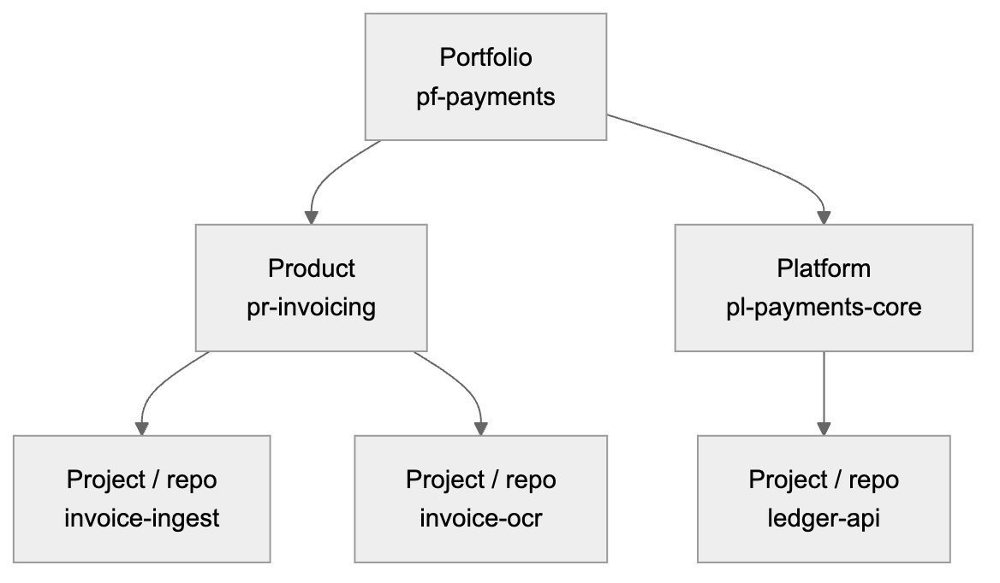 Portfolio
pf-payments
Product
pr-invoicing
Platform
pl-payments-core
Project / repo
invoice-ingest
Project / repo
invoice-ocr
Project / repo
ledger-api